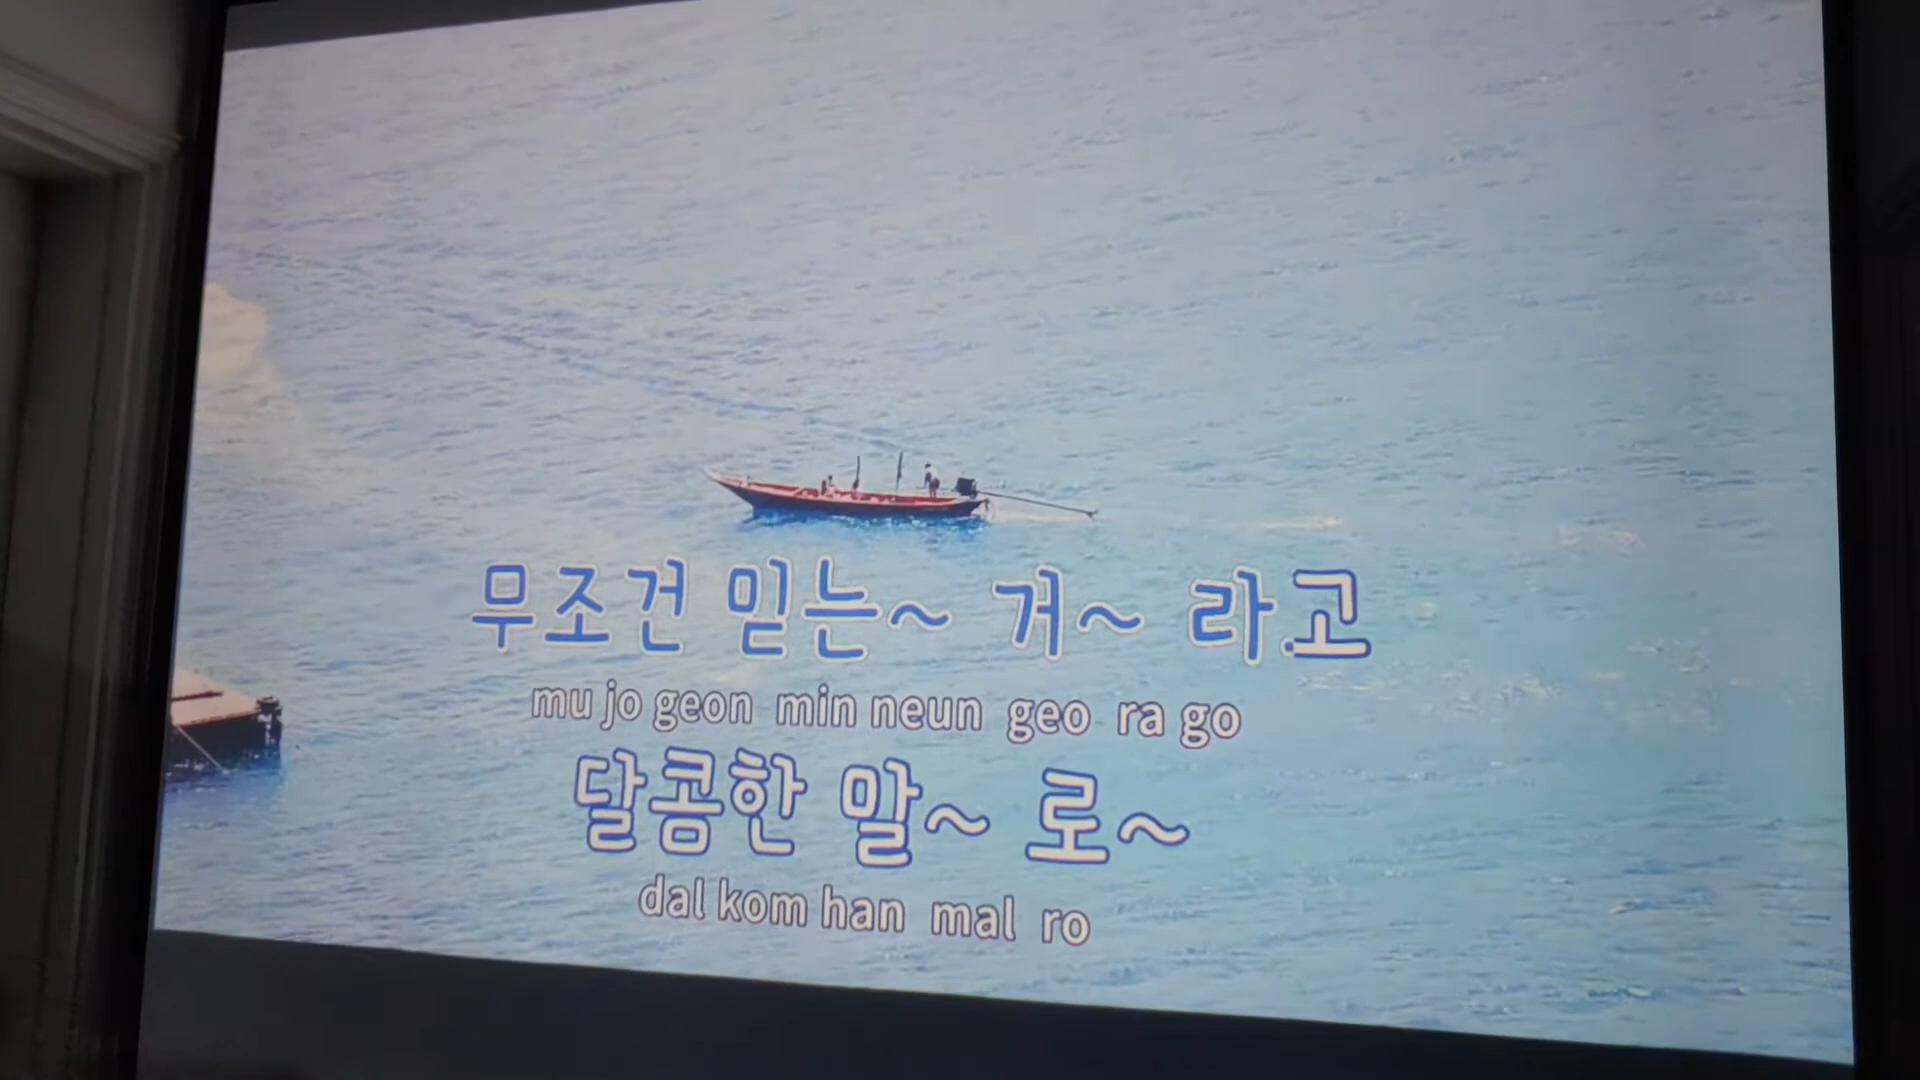 무조건 믿는~ 거~ 라고
mu jo geon min neun geo ra go
달콤한 말~ 로~
dal kom han mal ro